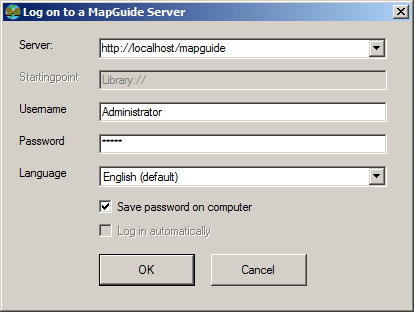 Log on to a MapGuide Server
Server: http://localhost/mapguide
Startingpoint Library://
Username Administrator
Password *****
Language English (default)
Save password on computer
Log in automatically
OK Cancel